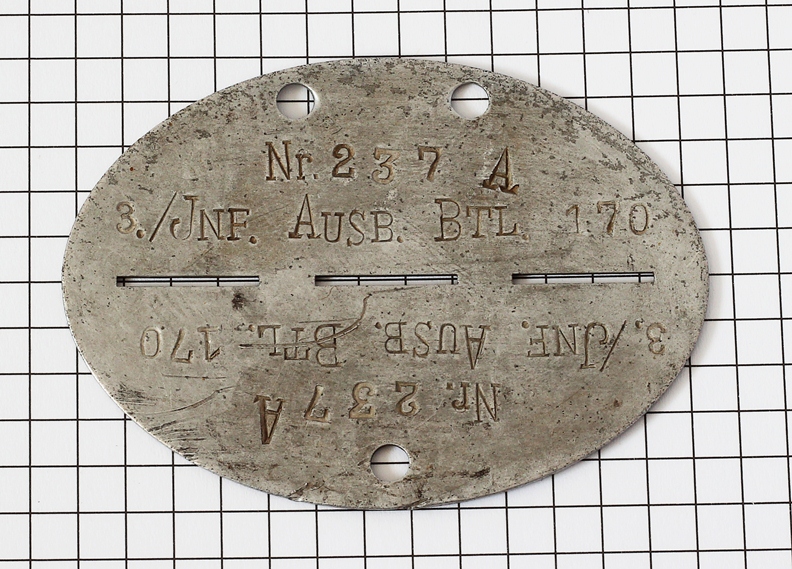 Nr. 237 A
3./JNF. AUSB. BTL. 170
3./JNF. AUSB. BTL. 170
Nr. 237 A